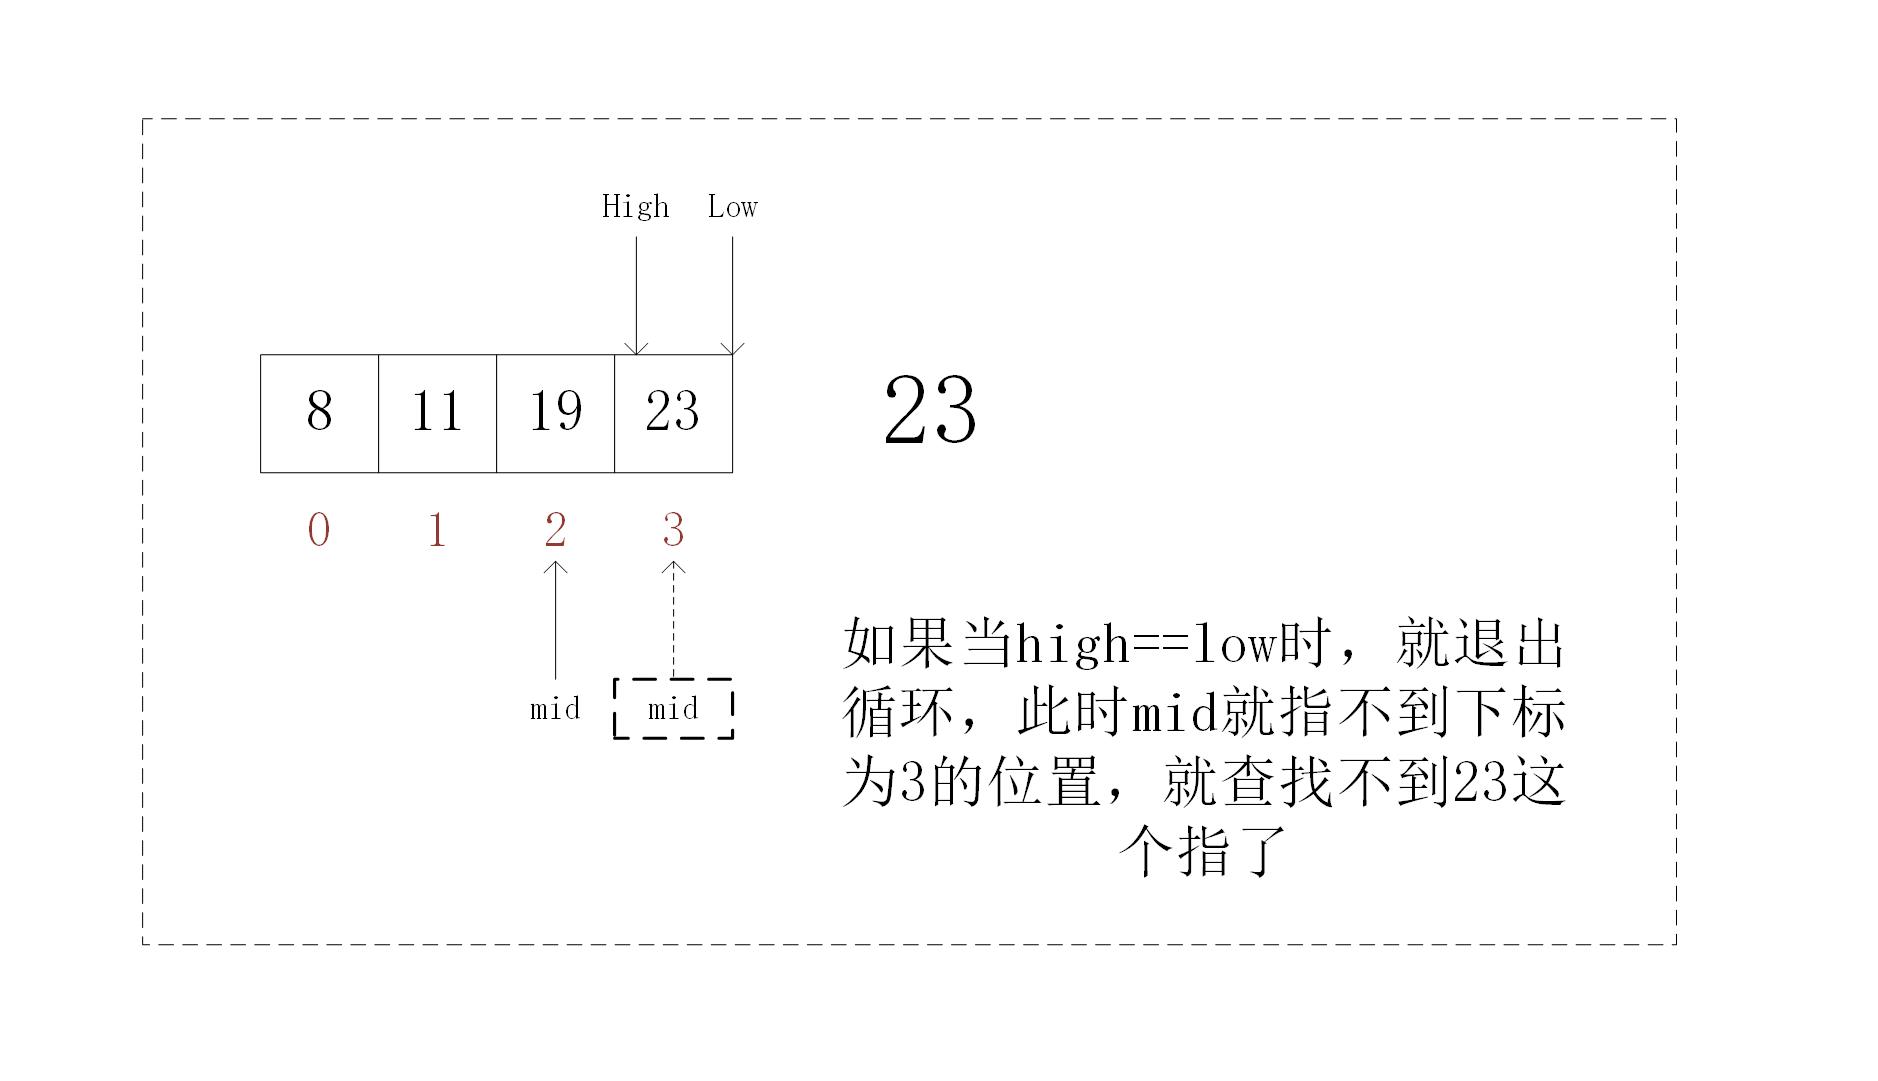 High Low
8 11 19 23
23
0 1 2 3
mid mid
如果当high==low时，就退出
循环，此时mid就指不到下标
为3的位置，就查找不到23这
个指了